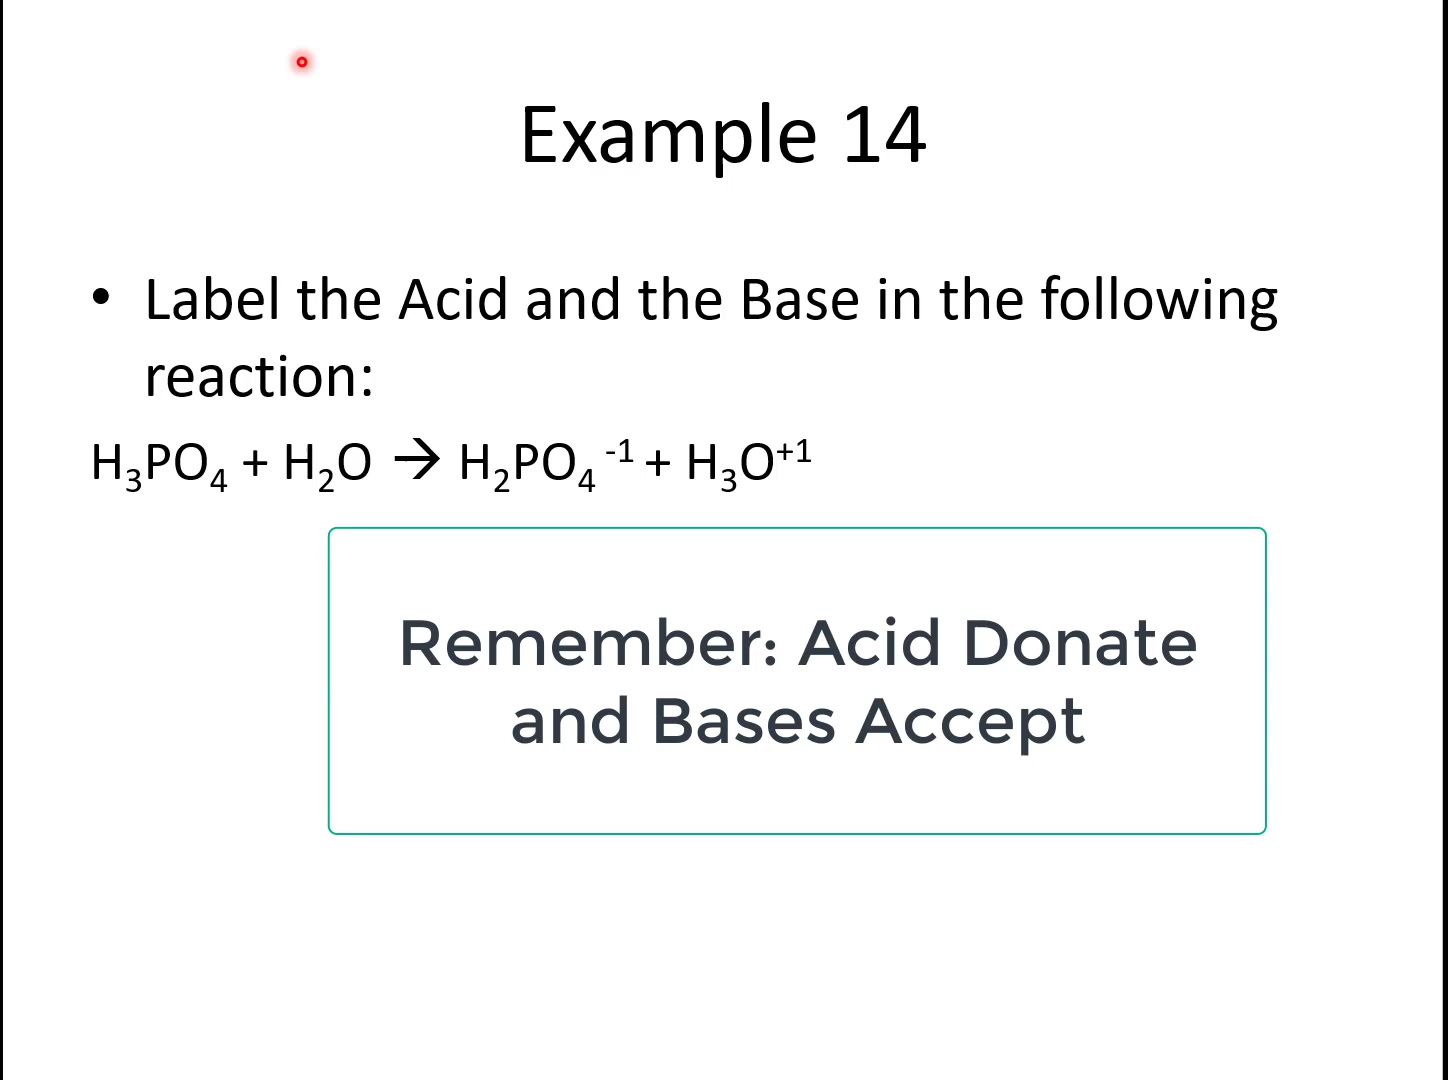 Example 14
• Label the Acid and the Base in the following
reaction:
H₃PO₄ + H₂O → H₂PO₄ ⁻¹ + H₃O⁺¹
Remember: Acid Donate
and Bases Accept